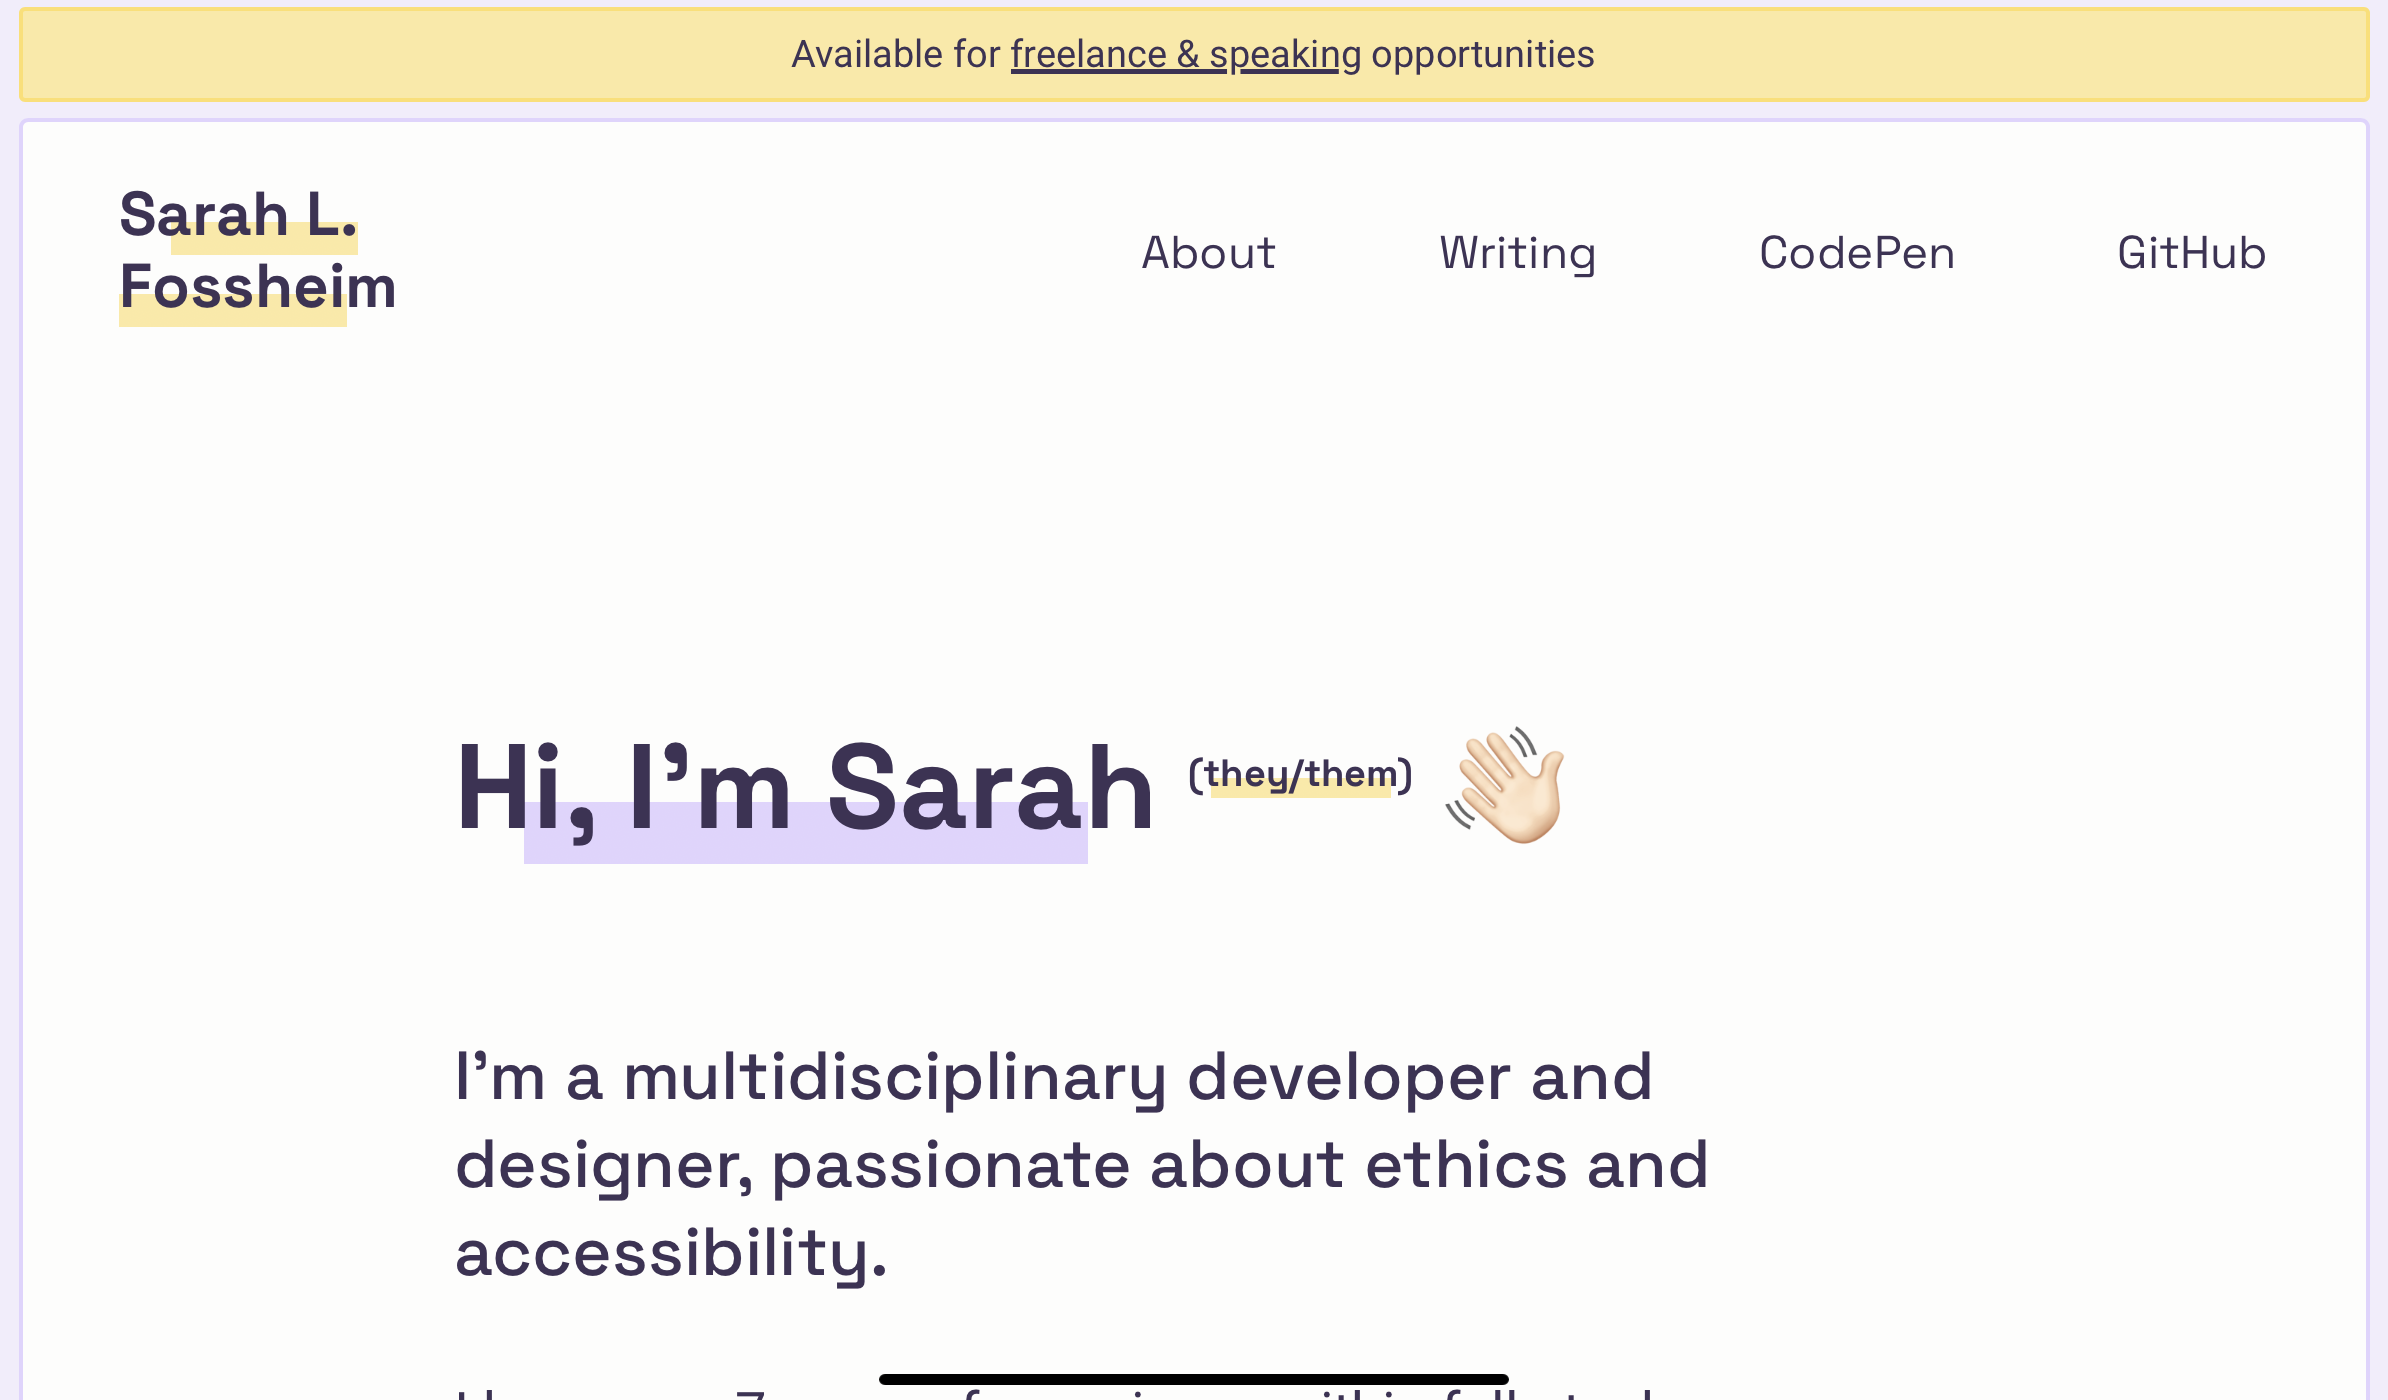 Available for freelance & speaking opportunities
Sarah L.
Fossheim
About
Writing
CodePen
GitHub
Hi, I’m Sarah (they/them) 👋🏻
I’m a multidisciplinary developer and
designer, passionate about ethics and
accessibility.